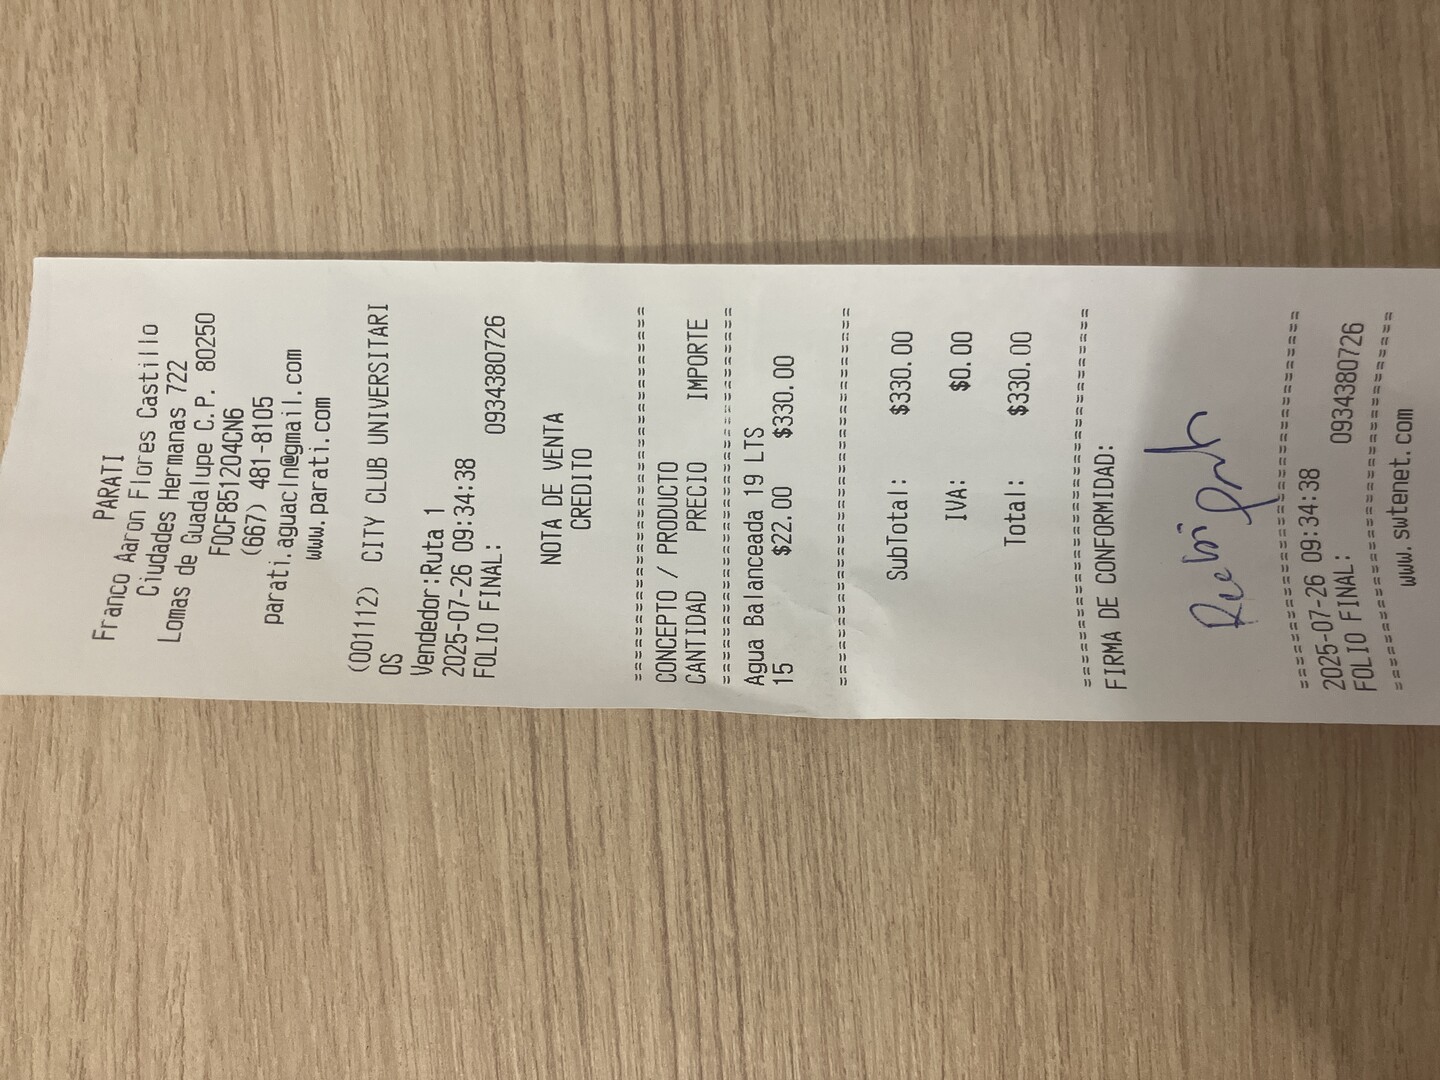 PARATI
Franco Aaron Flores Castillo
Ciudades Hermanas 722
Lomas de Guadalupe C.P. 80250
FOCF851204CN6
(667) 481-8105
parati.aguacln@gmail.com
www.parati.com
(001112) CITY CLUB UNIVERSITARI
OS
Vendedor:Ruta 1
2025-07-26 09:34:38
FOLIO FINAL: 0934380726
NOTA DE VENTA
CREDITO
===============================
CONCEPTO / PRODUCTO
CANTIDAD PRECIO IMPORTE
===============================
Agua Balanceada 19 LTS
15 $22.00 $330.00
===============================
SubTotal: $330.00
IVA: $0.00
Total: $330.00
===============================
FIRMA DE CONFORMIDAD:
===============================
2025-07-26 09:34:38
FOLIO FINAL: 0934380726
===============================
www.swtenet.com